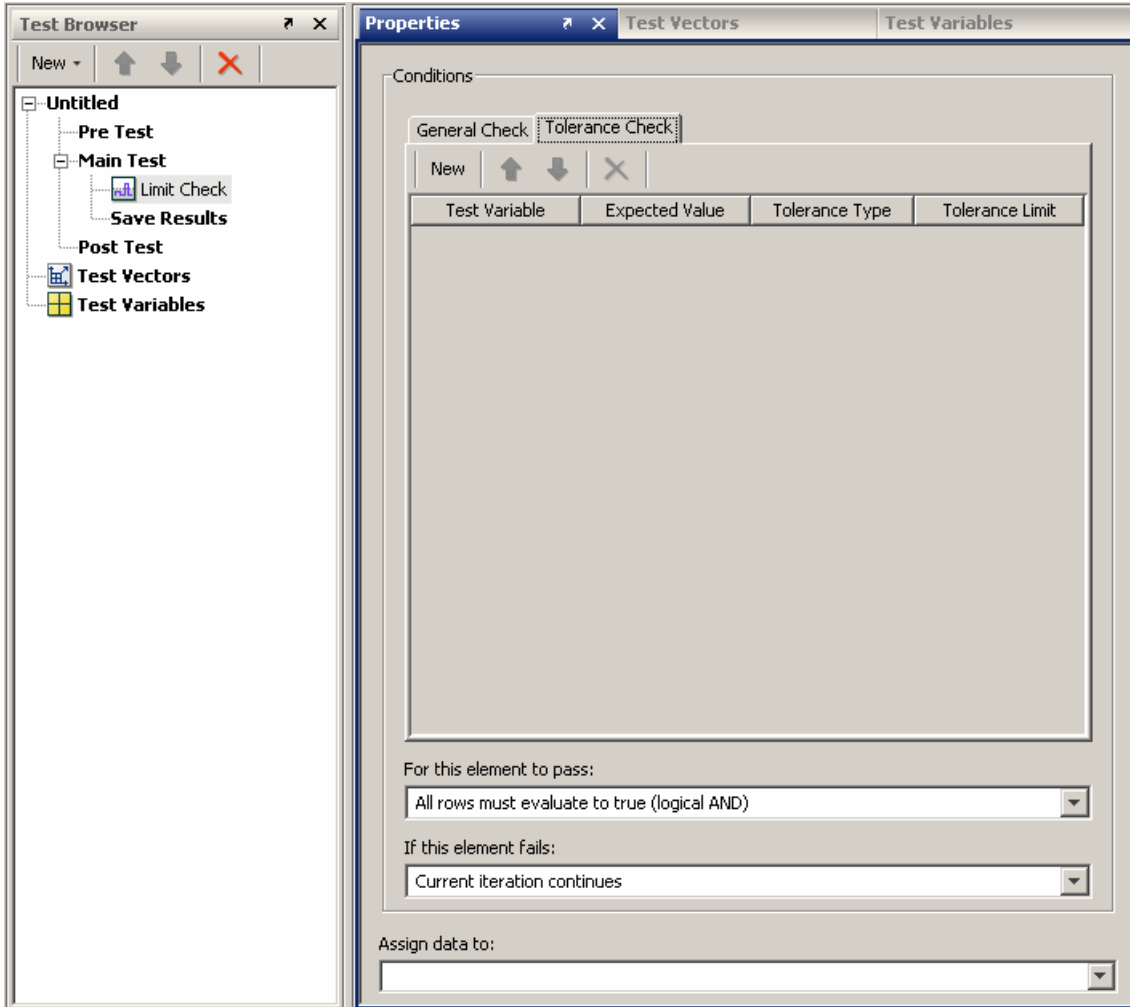 Test Browser
New
Untitled
Pre Test
Main Test
Limit Check
Save Results
Post Test
Test Vectors
Test Variables
Properties
Test Vectors
Test Variables
Conditions
General Check
Tolerance Check
New
Test Variable
Expected Value
Tolerance Type
Tolerance Limit
For this element to pass:
All rows must evaluate to true (logical AND)
If this element fails:
Current iteration continues
Assign data to: